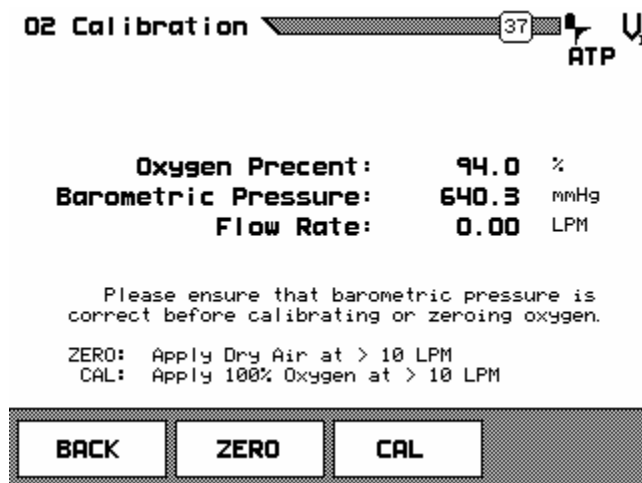 O2 Calibration 37
ATP
Oxygen Precent: 94.0 %
Barometric Pressure: 640.3 mmHg
Flow Rate: 0.00 LPM
Please ensure that barometric pressure is
correct before calibrating or zeroing oxygen.
ZERO: Apply Dry Air at > 10 LPM
CAL: Apply 100% Oxygen at > 10 LPM
BACK ZERO CAL